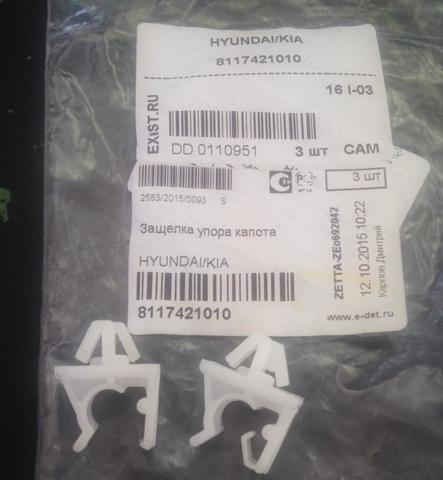 HYUNDAI/KIA
8117421010
EXIST.RU
16 I-03
DD 0110951
3 шт
CAM
2583/2015/0093 S
3 шт
Защелка упора капота
HYUNDAI/KIA
8117421010
ZETTA-ZEo692042
12.10.2015 10:22
Карпов Дмитрий
www.e-det.ru